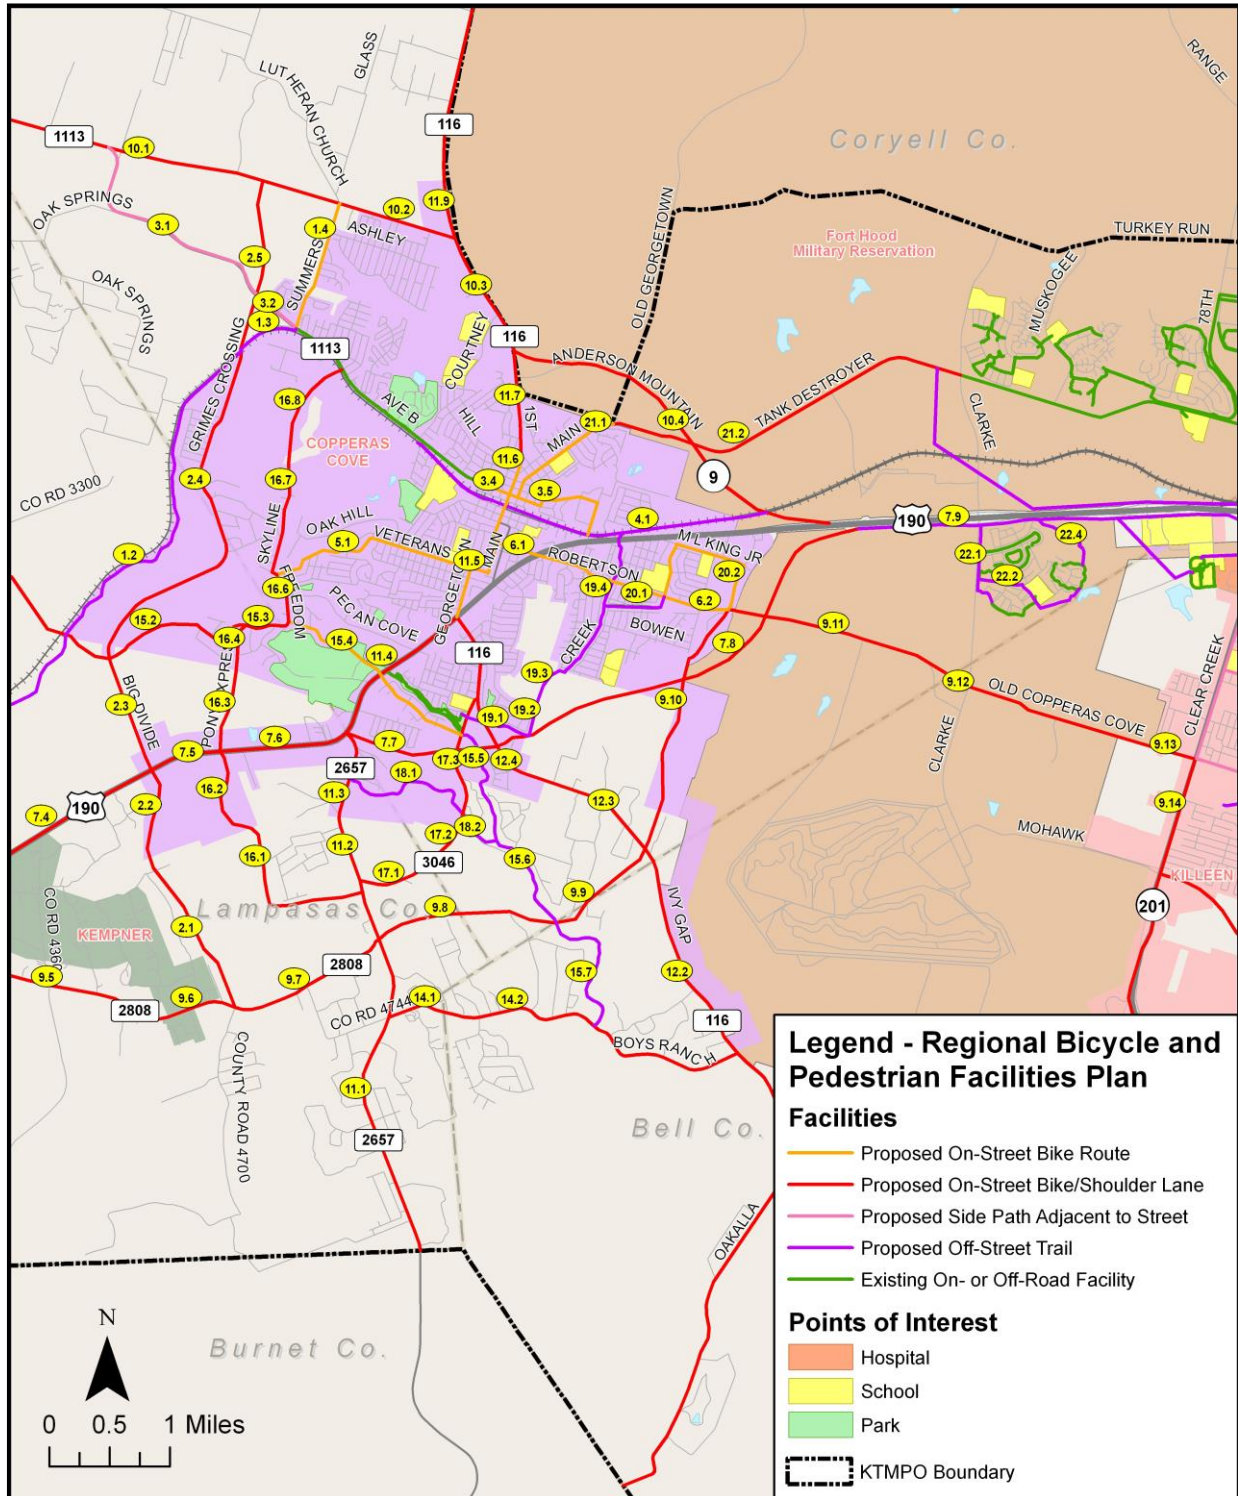 LUTHERAN CHURCH
GLASS
RANGE
116
1113
10.1
Coryell Co.
OAK SPRINGS
3.1
1.4
ASHLEY
10.2
11.9
OLD GEORGETOWN
TURKEY RUN
Fort Hood
Military Reservation
2.5
SUMMERS
OAK SPRINGS
10.3
MUSKOGEE
78TH
3.2
1.3
1113
116
COURTNEY
ANDERSON MOUNTAIN
GRIMES CROSSING
16.8
AVE B
HILL
11.7
1ST
MAIN
21.1
10.4
21.2
TANK DESTROYER
CLARKE
COPPERAS
COVE
11.6
2.4
16.7
3.4
3.5
9
CO RD 3300
SKYLINE
OAK HILL
5.1
VETERANS
4.1
190
7.9
1.2
11.5
MAIN
6.1
ROBERTSON
M L KING JR
22.1
22.4
22.2
FREEDOM
16.6
GEORGETOWN
19.4
20.1
20.2
6.2
PECAN COVE
15.2
15.3
16.4
15.4
BOWEN
9.11
11.4
116
CREEK
7.8
19.3
9.12
OLD COPPERAS COVE
CLEAR CREEK
BIG DIVIDE
2.3
PONY EXPRESS
16.3
9.10
19.1
19.2
CLARKE
7.5
7.6
7.7
9.13
17.3
15.5
12.4
2657
18.1
190
7.4
2.2
16.2
11.3
12.3
9.14
MOHAWK
17.2
18.2
11.2
3046
16.1
15.6
17.1
KILLEEN
Lampasas Co.
9.8
9.9
IVY GAP
201
CO RD 4360
KEMPNER
2.1
9.5
9.7
2808
15.7
12.2
9.6
2808
CO RD 4744
14.1
14.2
116
COUNTY ROAD 4700
BOYS RANCH
11.1
Bell Co.
2657
OAKALLA
Burnet Co.
N
0 0.5 1 Miles
Legend - Regional Bicycle and
Pedestrian Facilities Plan
Facilities
Proposed On-Street Bike Route
Proposed On-Street Bike/Shoulder Lane
Proposed Side Path Adjacent to Street
Proposed Off-Street Trail
Existing On- or Off-Road Facility
Points of Interest
Hospital
School
Park
KTMPO Boundary